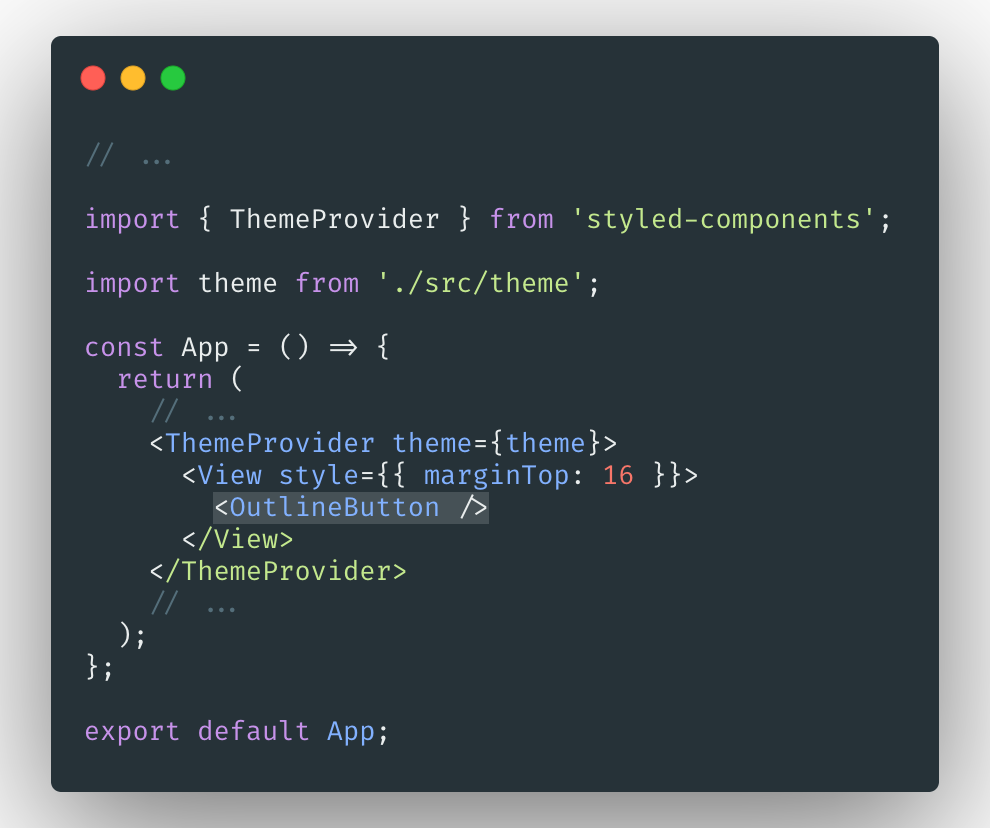 // ...
import { ThemeProvider } from 'styled-components';
import theme from './src/theme';
const App = () => {
  return (
    // ...
    <ThemeProvider theme={theme}>
      <View style={{ marginTop: 16 }}>
        <OutlineButton />
      </View>
    </ThemeProvider>
    // ...
  );
};
export default App;